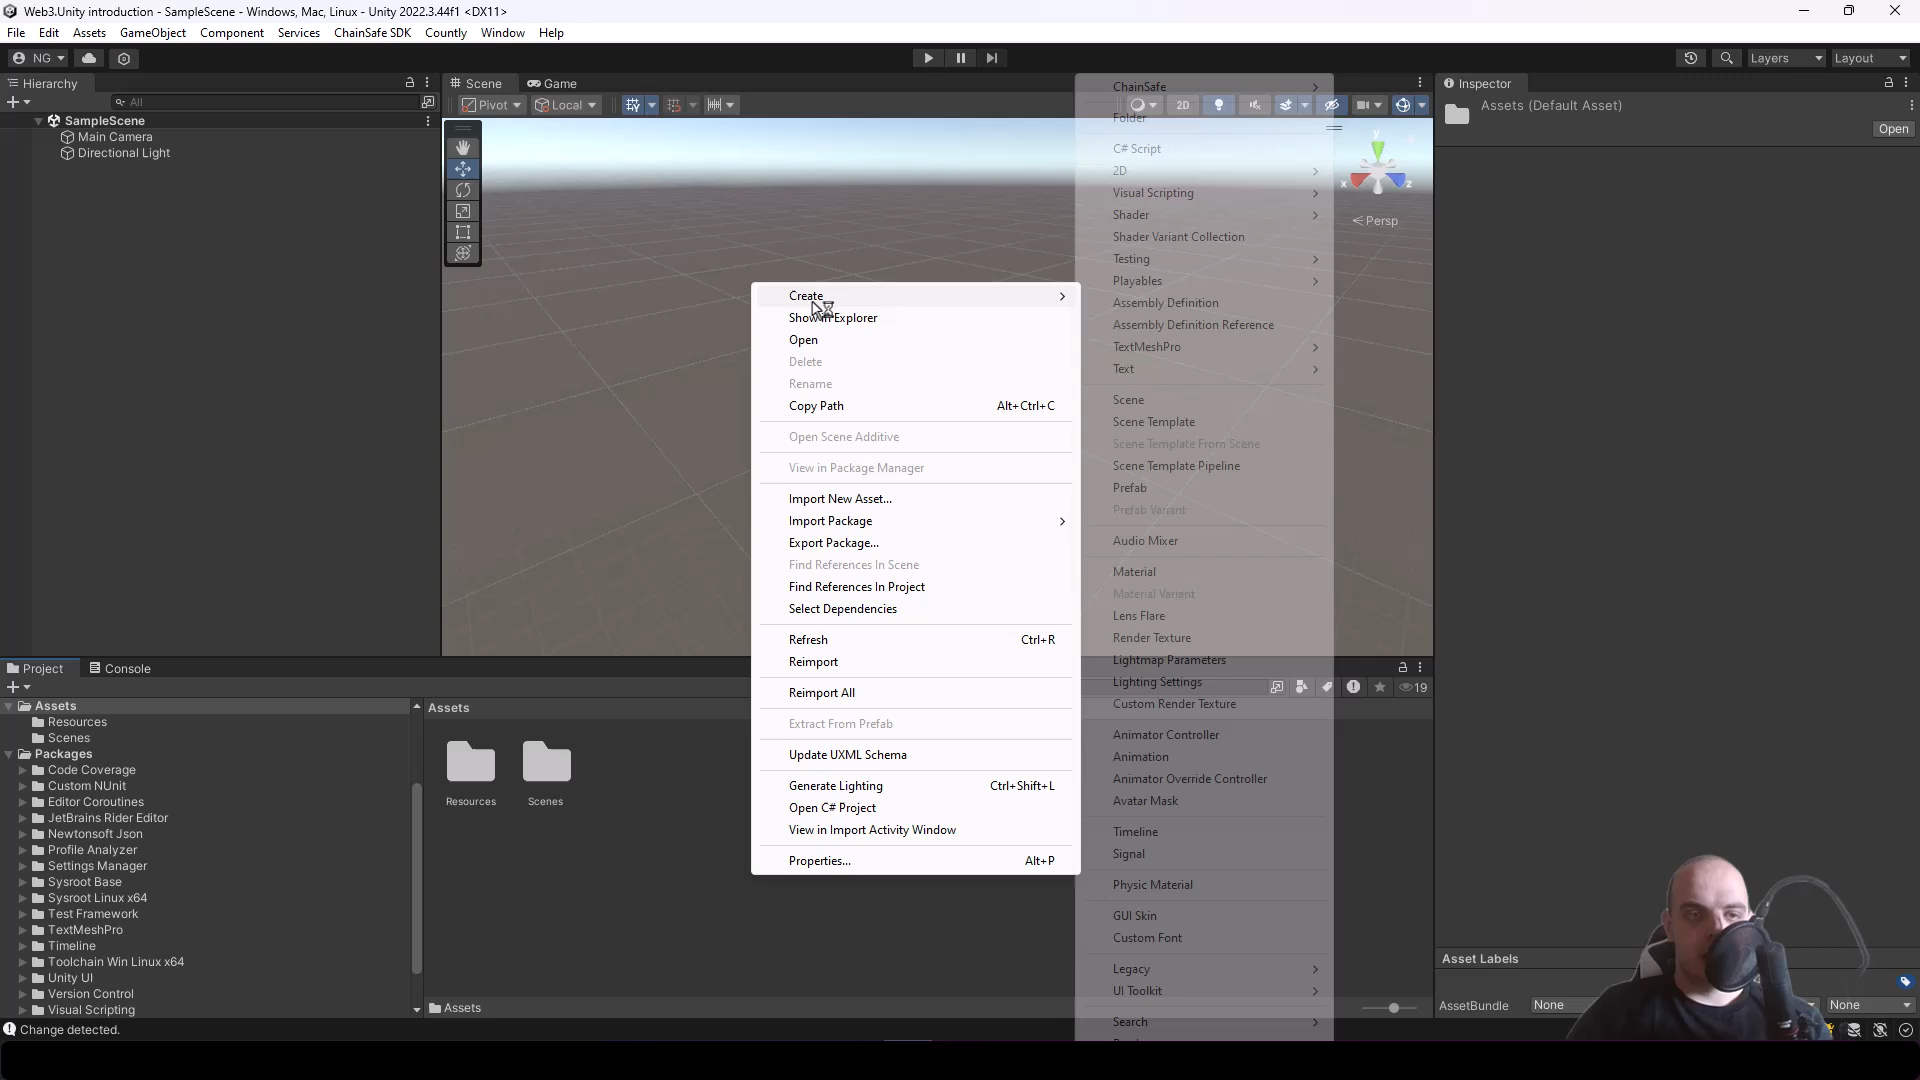 Web3.Unity introduction - SampleScene - Windows, Mac, Linux - Unity 2022.3.44f1 <DX11>
File Edit Assets GameObject Component Services ChainSafe SDK Countly Window Help
NG Layers Layout
Hierarchy
All
SampleScene
Main Camera
Directional Light
Scene Game
Pivot Local 2D
y
x z
Persp
Inspector
Assets (Default Asset)
Open
Create
Show in Explorer
Open
Delete
Rename
Copy Path Alt+Ctrl+C
Open Scene Additive
View in Package Manager
Import New Asset...
Import Package
Export Package...
Find References In Scene
Find References In Project
Select Dependencies
Refresh Ctrl+R
Reimport
Reimport All
Extract From Prefab
Update UXML Schema
Generate Lighting Ctrl+Shift+L
Open C# Project
View in Import Activity Window
Properties... Alt+P
ChainSafe
Folder
C# Script
2D
Visual Scripting
Shader
Shader Variant Collection
Testing
Playables
Assembly Definition
Assembly Definition Reference
TextMeshPro
Text
Scene
Scene Template
Scene Template From Scene
Scene Template Pipeline
Prefab
Prefab Variant
Audio Mixer
Material
Material Variant
Lens Flare
Render Texture
Lightmap Parameters
Lighting Settings
Custom Render Texture
Animator Controller
Animation
Animator Override Controller
Avatar Mask
Timeline
Signal
Physic Material
GUI Skin
Custom Font
Legacy
UI Toolkit
Search
Project Console
19
Assets
Resources
Scenes
Packages
Code Coverage
Custom NUnit
Editor Coroutines
JetBrains Rider Editor
Newtonsoft Json
Profile Analyzer
Settings Manager
Sysroot Base
Sysroot Linux x64
Test Framework
TextMeshPro
Timeline
Toolchain Win Linux x64
Unity UI
Version Control
Visual Scripting
Assets
Resources Scenes
Assets
Asset Labels
AssetBundle None None
Change detected.